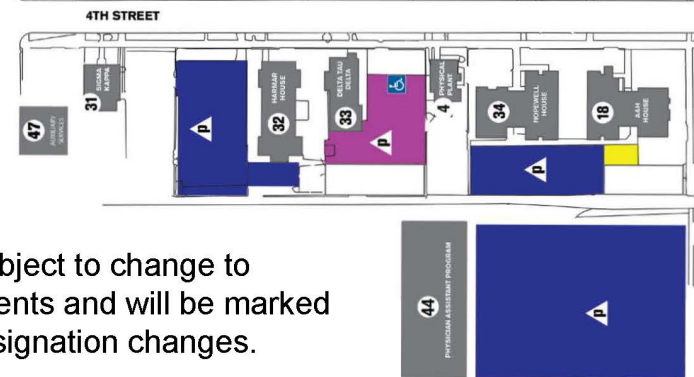 4TH STREET
31
SIGMA
KAPPA
47
AUXILIARY
SERVICES
P
32
HARMAR
HOUSE
33
DELTA TAU
DELTA
P
4
PHYSICAL
PLANT
34
HOPEWELL
HOUSE
18
A&H
HOUSE
P
bject to change to
ents and will be marked
signation changes.
44
PHYSICIAN ASSISTANT PROGRAM
P